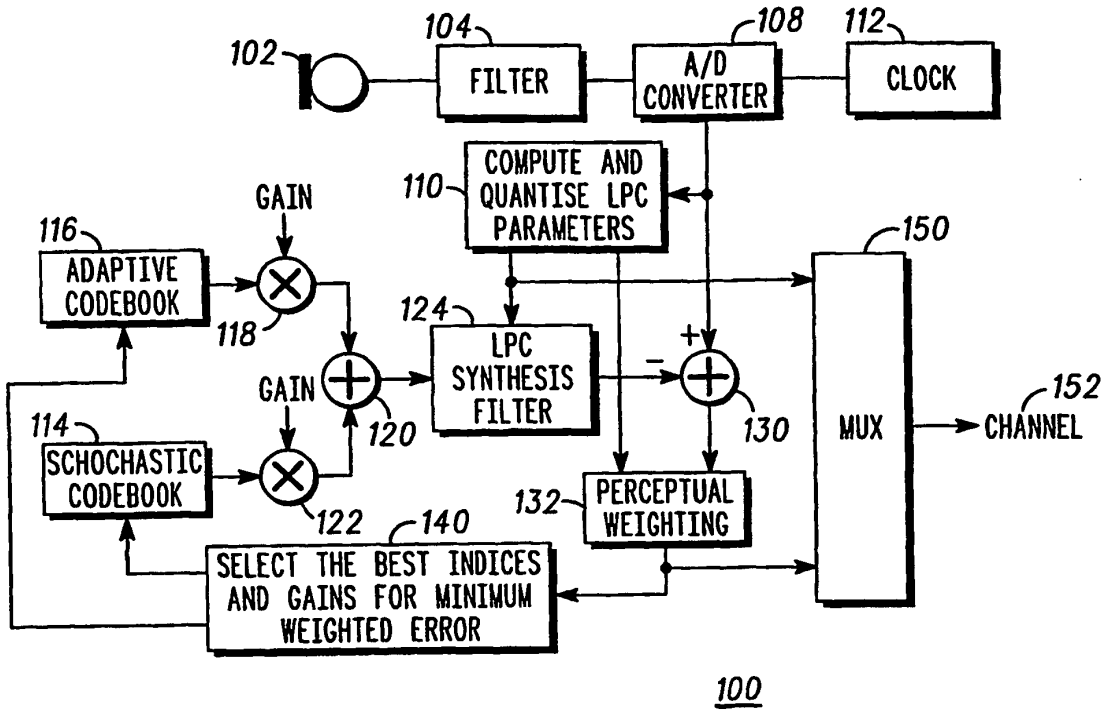 102
104
FILTER
108
A/D
CONVERTER
112
CLOCK
110
COMPUTE AND
QUANTISE LPC
PARAMETERS
GAIN
116
ADAPTIVE
CODEBOOK
118
124
LPC
SYNTHESIS
FILTER
+
-
130
150
MUX
152
CHANNEL
GAIN
120
114
SCHOCHASTIC
CODEBOOK
122
132
PERCEPTUAL
WEIGHTING
140
SELECT THE BEST INDICES
AND GAINS FOR MINIMUM
WEIGHTED ERROR
100